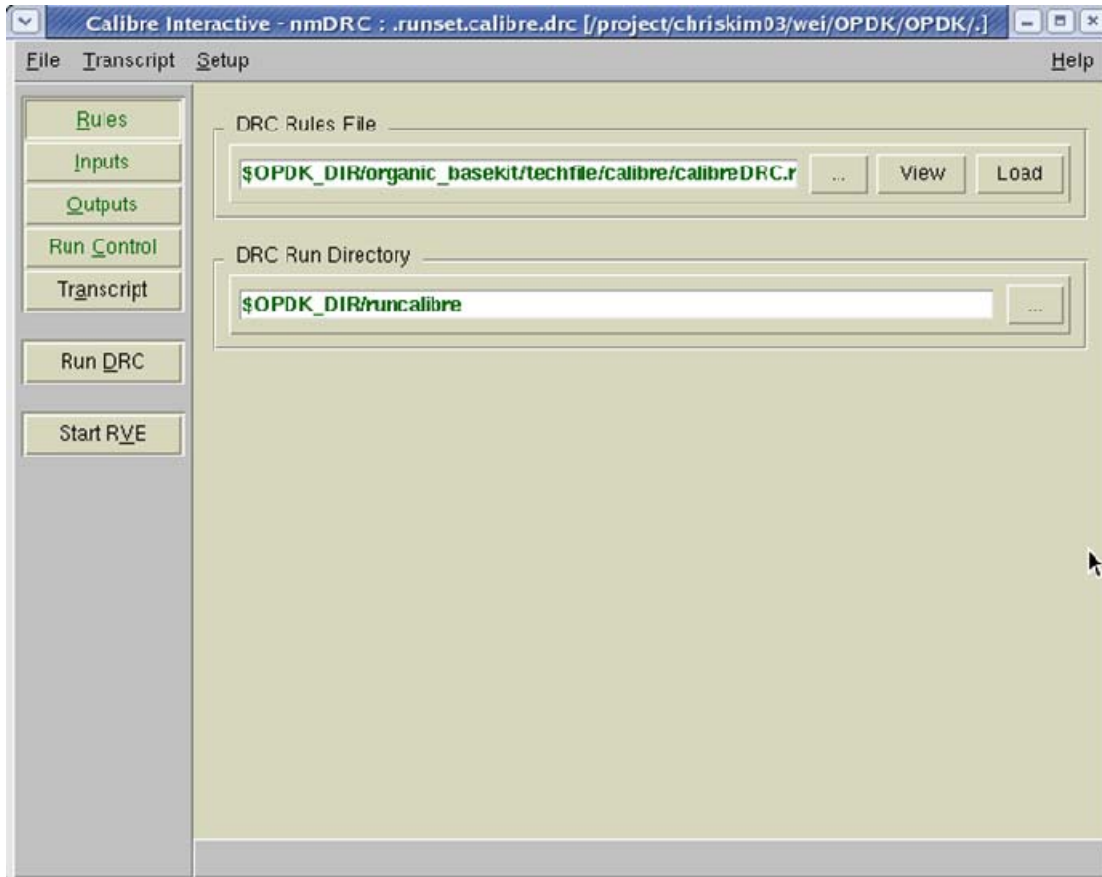 Calibre Interactive - nmDRC : .runset.calibre.drc [/project/chriskim03/wei/OPDK/OPDK/.]
File Transcript Setup Help
Rules
Inputs
Outputs
Run Control
Transcript
Run DRC
Start RVE
DRC Rules File
$OPDK_DIR/organic_basekit/techfile/calibre/calibreDRC.r ... View Load
DRC Run Directory
$OPDK_DIR/runcalibre ...